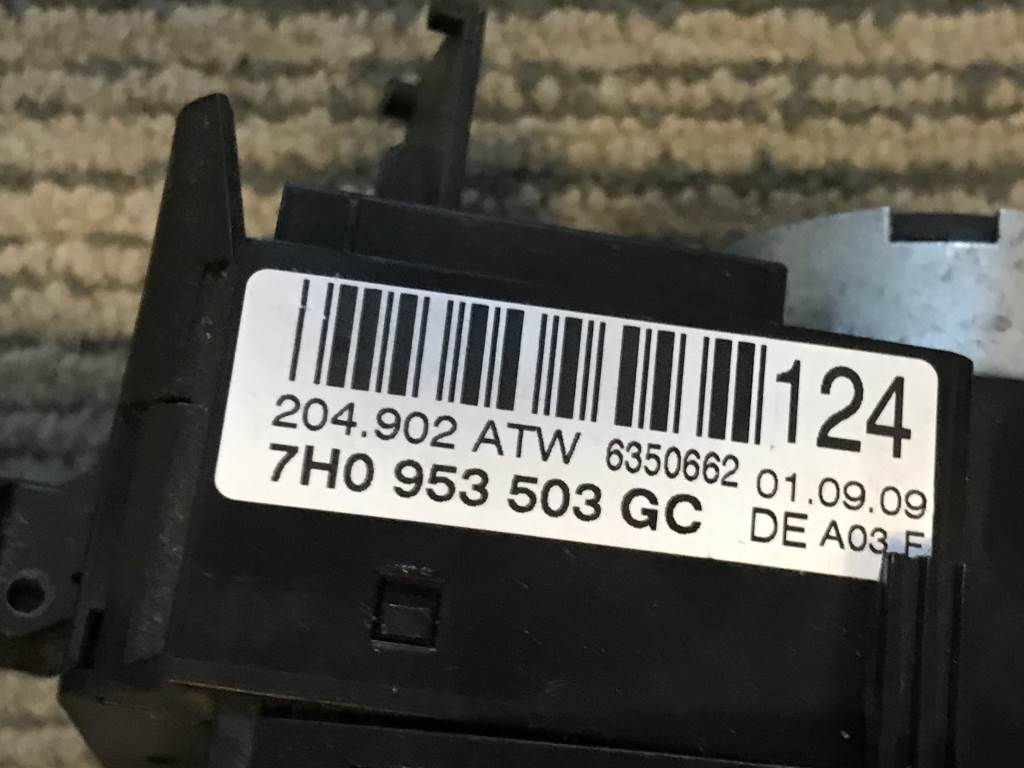 124
204.902 ATW 6350662 01.09.09
7H0 953 503 GC DE A03 F